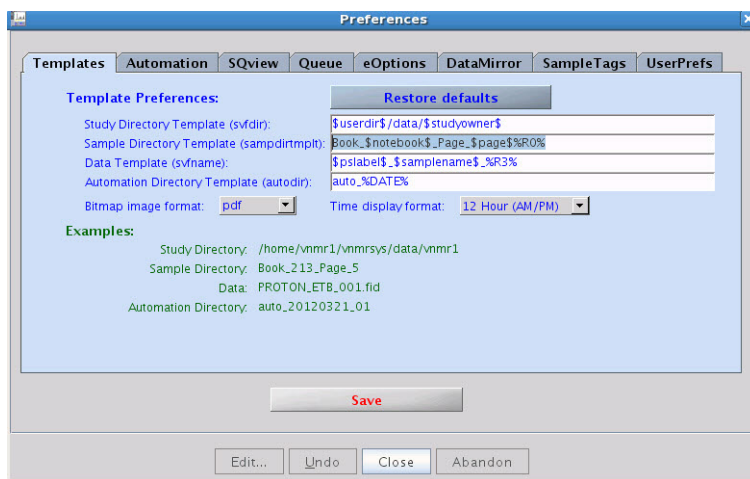 Preferences
Templates Automation SQview Queue eOptions DataMirror SampleTags UserPrefs
Template Preferences: Restore defaults
Study Directory Template (svfdir): $userdir$/data/$studyowner$
Sample Directory Template (sampdirtmplt): Book_$notebook$_Page_$page$%R0%
Data Template (svfname): $pslabel$_$samplename$_%R3%
Automation Directory Template (autodir): auto_%DATE%
Bitmap image format: pdf Time display format: 12 Hour (AM/PM)
Examples:
Study Directory: /home/vnmr1/vnmrsys/data/vnmr1
Sample Directory: Book_213_Page_5
Data: PROTON_ETB_001.fid
Automation Directory: auto_20120321_01
Save
Edit... Undo Close Abandon